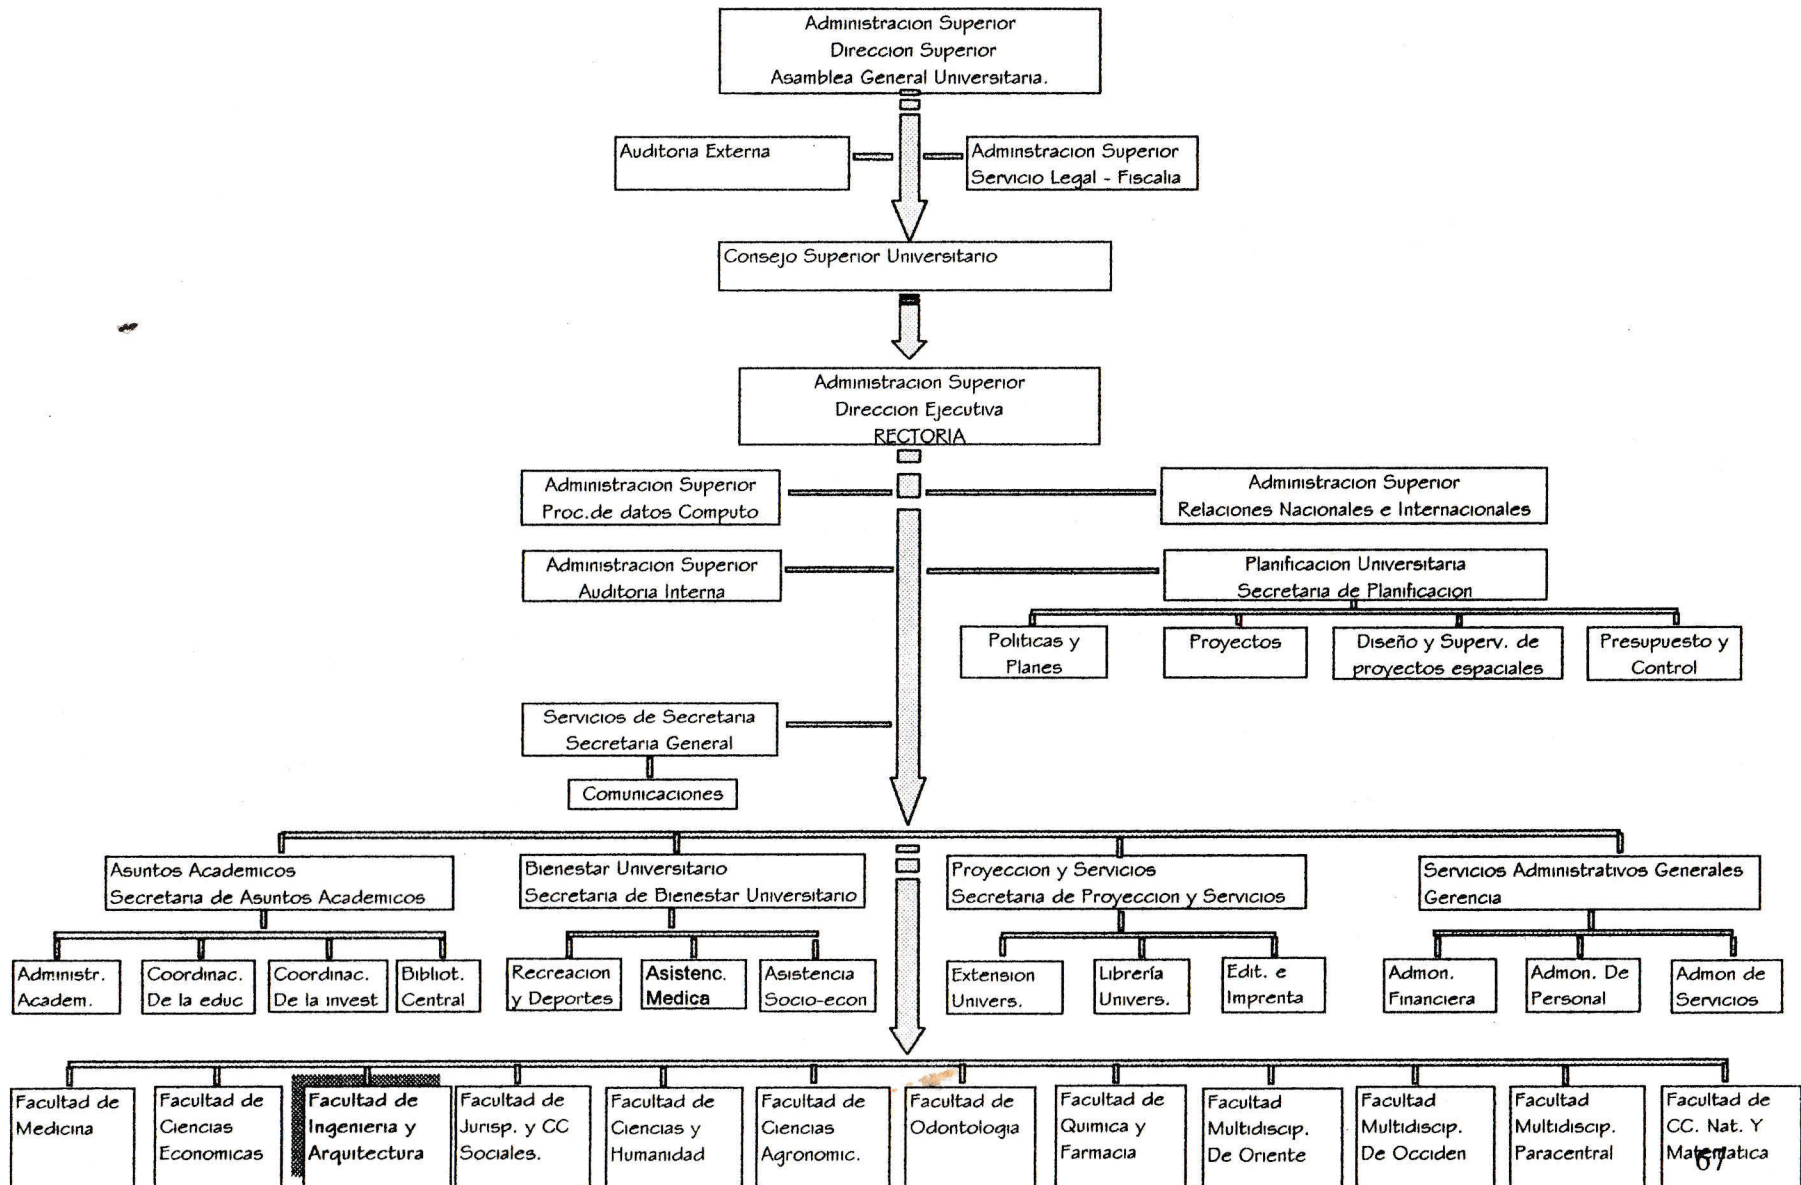 Administracion Superior
Direccion Superior
Asamblea General Universitaria.
Auditoria Externa
Adminstracion Superior
Servicio Legal - Fiscalia
Consejo Superior Universitario
Administracion Superior
Direccion Ejecutiva
RECTORIA
Administracion Superior
Proc.de datos Computo
Administracion Superior
Relaciones Nacionales e Internacionales
Administracion Superior
Auditoria Interna
Planificacion Universitaria
Secretaria de Planificacion
Politicas y
Planes
Proyectos
Diseño y Superv. de
proyectos espaciales
Presupuesto y
Control
Servicios de Secretaria
Secretaria General
Comunicaciones
Asuntos Academicos
Secretaria de Asuntos Academicos
Bienestar Universitario
Secretaria de Bienestar Universitario
Proyeccion y Servicios
Secretaria de Proyeccion y Servicios
Servicios Administrativos Generales
Gerencia
Administr.
Academ.
Coordinac.
De la educ
Coordinac.
De la invest
Bibliot.
Central
Recreacion
y Deportes
Asistenc.
Medica
Asistencia
Socio-econ
Extension
Univers.
Librería
Univers.
Edit. e
Imprenta
Admon.
Financiera
Admon. De
Personal
Admon de
Servicios
Facultad de
Medicina
Facultad de
Ciencias
Economicas
Facultad de
Ingenieria y
Arquitectura
Facultad de
Jurisp. y CC
Sociales.
Facultad de
Ciencias y
Humanidad
Facultad de
Ciencias
Agronomic.
Facultad de
Odontologia
Facultad de
Quimica y
Farmacia
Facultad
Multidiscip.
De Oriente
Facultad
Multidiscip.
De Occiden
Facultad
Multidiscip.
Paracentral
Facultad de
CC. Nat. Y
Matematica
67